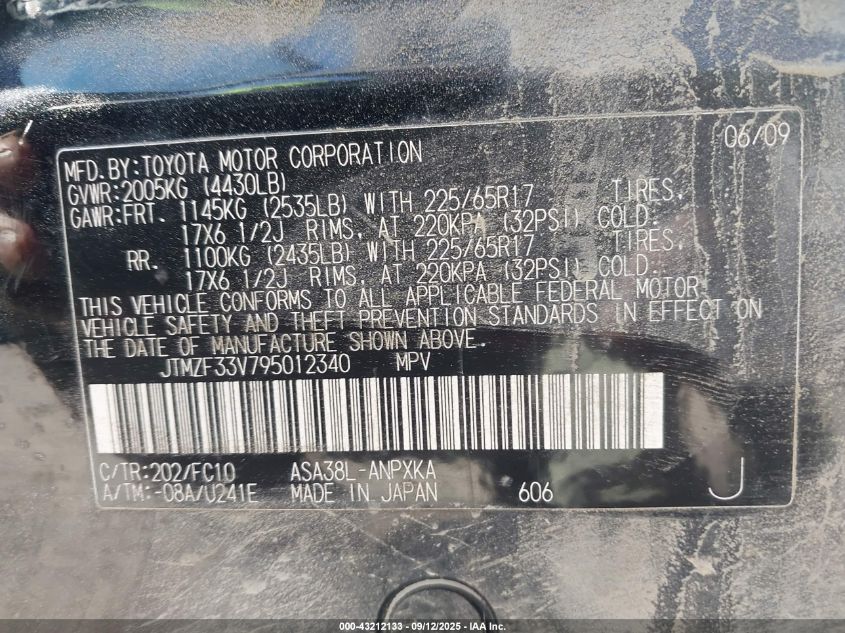 06/09
MFD. BY: TOYOTA MOTOR CORPORATION
GVWR: 2005KG (4430LB)
GAWR: FRT. 1145KG (2535LB) WITH 225/65R17 TIRES,
17X6 1/2J RIMS, AT 220KPA (32PSI) COLD.
RR. 1100KG (2435LB) WITH 225/65R17 TIRES,
17X6 1/2J RIMS, AT 220KPA (32PSI) COLD.
THIS VEHICLE CONFORMS TO ALL APPLICABLE FEDERAL MOTOR
VEHICLE SAFETY AND THEFT PREVENTION STANDARDS IN EFFECT ON
THE DATE OF MANUFACTURE SHOWN ABOVE.
JTMZF33V795012340 MPV
C/TR: 202/FC10 ASA38L-ANPXKA
A/TM: -08A/U241E MADE IN JAPAN 606 J
000-43212133 - 09/12/2025 - IAA Inc.